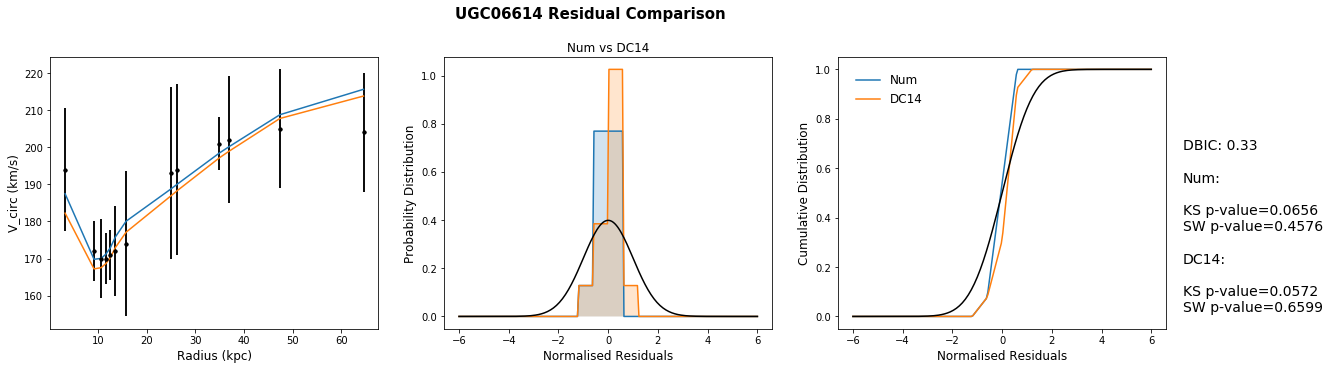 UGC06614 Residual Comparison
V_circ (km/s)
220
210
200
190
180
170
160
10
20
30
40
50
60
Radius (kpc)
Num vs DC14
Probability Distribution
1.0
0.8
0.6
0.4
0.2
0.0
−6
−4
−2
0
2
4
6
Normalised Residuals
Cumulative Distribution
1.0
0.8
0.6
0.4
0.2
0.0
Num
DC14
−6
−4
−2
0
2
4
6
Normalised Residuals
DBIC: 0.33
Num:
KS p-value=0.0656
SW p-value=0.4576
DC14:
KS p-value=0.0572
SW p-value=0.6599